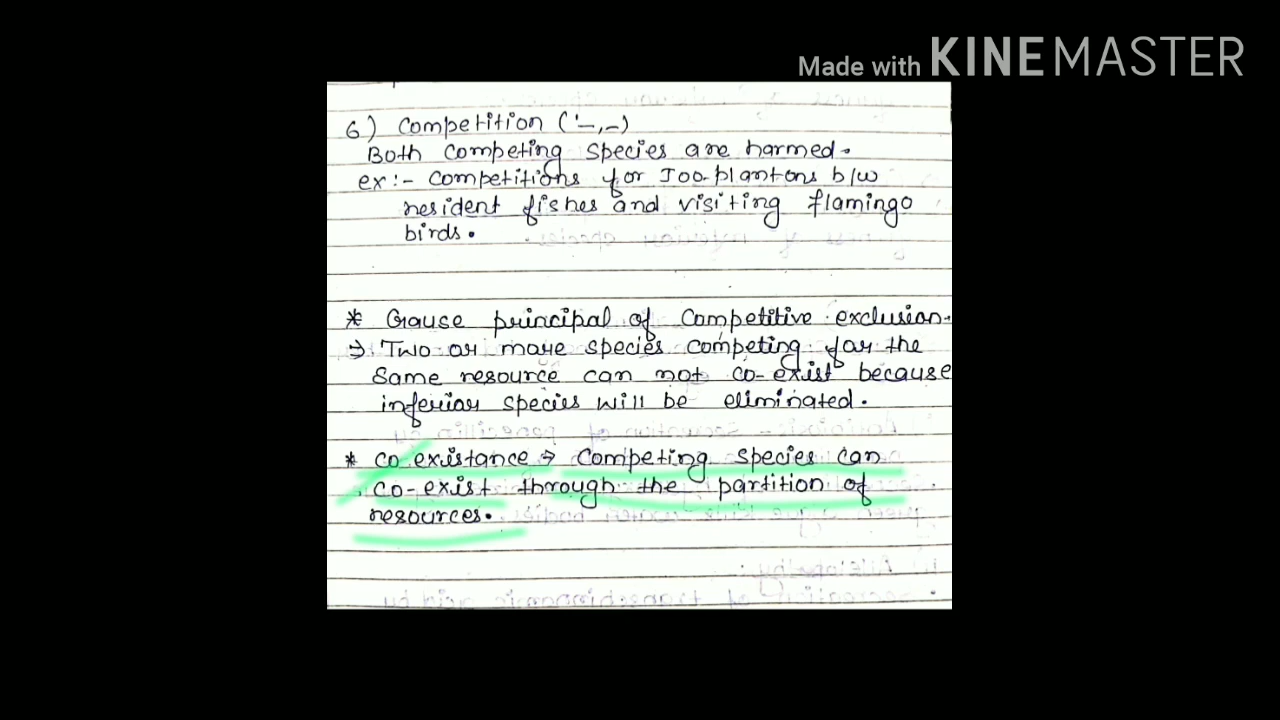 Made with KINEMASTER
6) Competition (-,-)
Both competing species are harmed.
ex:- Competitions for Zooplantons b/w
resident fishes and visiting flamingo
birds.
* Gause principal of Competitive exclusion.
→ Two or more species competing for the
Same resource can not co-exist because
inferior species will be eliminated.
* co existance → Competing species can
co-exist through the partition of
resources.